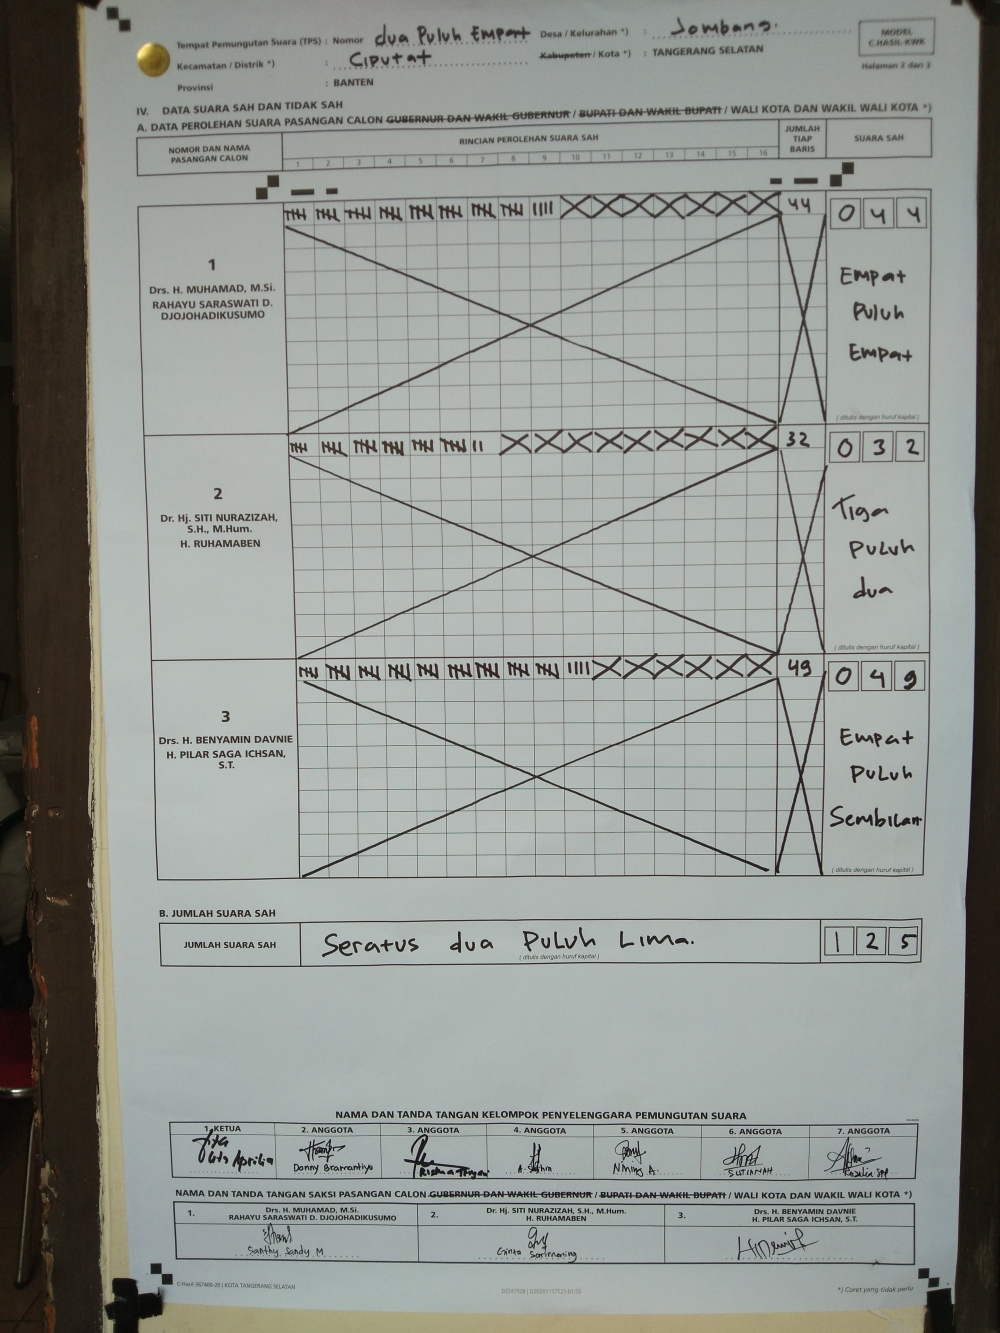 Tempat Pemungutan Suara (TPS) : Nomor dua Puluh Empat Desa / Kelurahan *) : Jombang.
Kecamatan / Distrik *) : Ciputat Kabupaten / Kota *) : TANGERANG SELATAN
Provinsi : BANTEN
MODEL
C.HASIL-KWK
Halaman 2 dari 3
IV. DATA SUARA SAH DAN TIDAK SAH
A. DATA PEROLEHAN SUARA PASANGAN CALON GUBERNUR DAN WAKIL GUBERNUR / BUPATI DAN WAKIL BUPATI / WALI KOTA DAN WAKIL WALI KOTA *)
NOMOR DAN NAMA PASANGAN CALON
RINCIAN PEROLEHAN SUARA SAH
JUMLAH TIAP BARIS
SUARA SAH
1 2 3 4 5 6 7 8 9 10 11 12 13 14 15 16
44 0 4 4
1
Drs. H. MUHAMAD, M.Si.
RAHAYU SARASWATI D.
DJOJOHADIKUSUMO
Empat
Puluh
Empat
( ditulis dengan huruf kapital )
32 0 3 2
2
Dr. Hj. SITI NURAZIZAH,
S.H., M.Hum.
H. RUHAMABEN
Tiga
Puluh
dua
( ditulis dengan huruf kapital )
49 0 4 9
3
Drs. H. BENYAMIN DAVNIE
H. PILAR SAGA ICHSAN,
S.T.
Empat
Puluh
Sembilan
( ditulis dengan huruf kapital )
B. JUMLAH SUARA SAH
JUMLAH SUARA SAH Seratus dua Puluh Lima. 1 2 5
( ditulis dengan huruf kapital )
NAMA DAN TANDA TANGAN KELOMPOK PENYELENGGARA PEMUNGUTAN SUARA
1. KETUA 2. ANGGOTA 3. ANGGOTA 4. ANGGOTA 5. ANGGOTA 6. ANGGOTA 7. ANGGOTA
Aprilia Donny Bramantiyo Nining A. SUTIANAH
NAMA DAN TANDA TANGAN SAKSI PASANGAN CALON GUBERNUR DAN WAKIL GUBERNUR / BUPATI DAN WAKIL BUPATI / WALI KOTA DAN WAKIL WALI KOTA *)
1. Drs. H. MUHAMAD, M.Si.
RAHAYU SARASWATI D. DJOJOHADIKUSUMO
2. Dr. Hj. SITI NURAZIZAH, S.H., M.Hum.
H. RUHAMABEN
3. Drs. H. BENYAMIN DAVNIE
H. PILAR SAGA ICHSAN, S.T.
Santhy Sandy M
C-Hasil-367400-20 | KOTA TANGERANG SELATAN
*) Coret yang tidak perlu